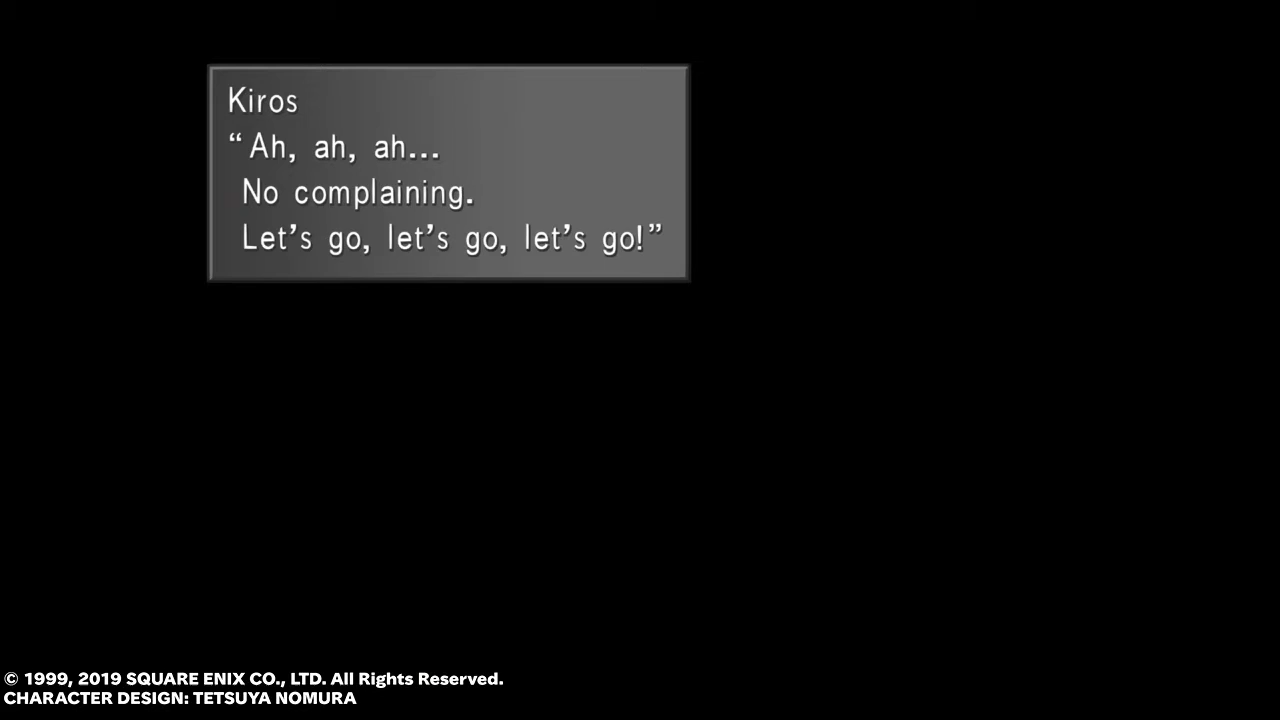 Kiros
“Ah, ah, ah...
No complaining.
Let’s go, let’s go, let’s go!”
© 1999, 2019 SQUARE ENIX CO., LTD. All Rights Reserved.
CHARACTER DESIGN: TETSUYA NOMURA